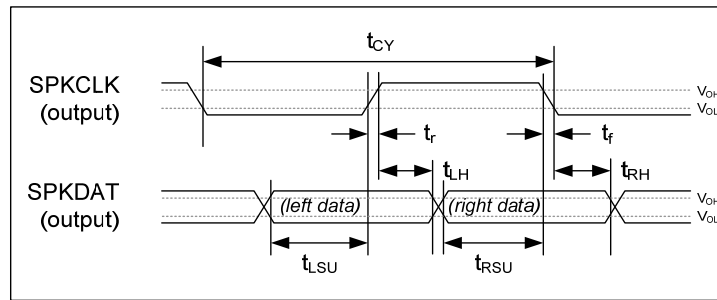 tCY
SPKCLK
(output)
VOH
VOL
tr
tf
tLH
tRH
SPKDAT
(output)
(left data)
(right data)
VOH
VOL
tLSU
tRSU